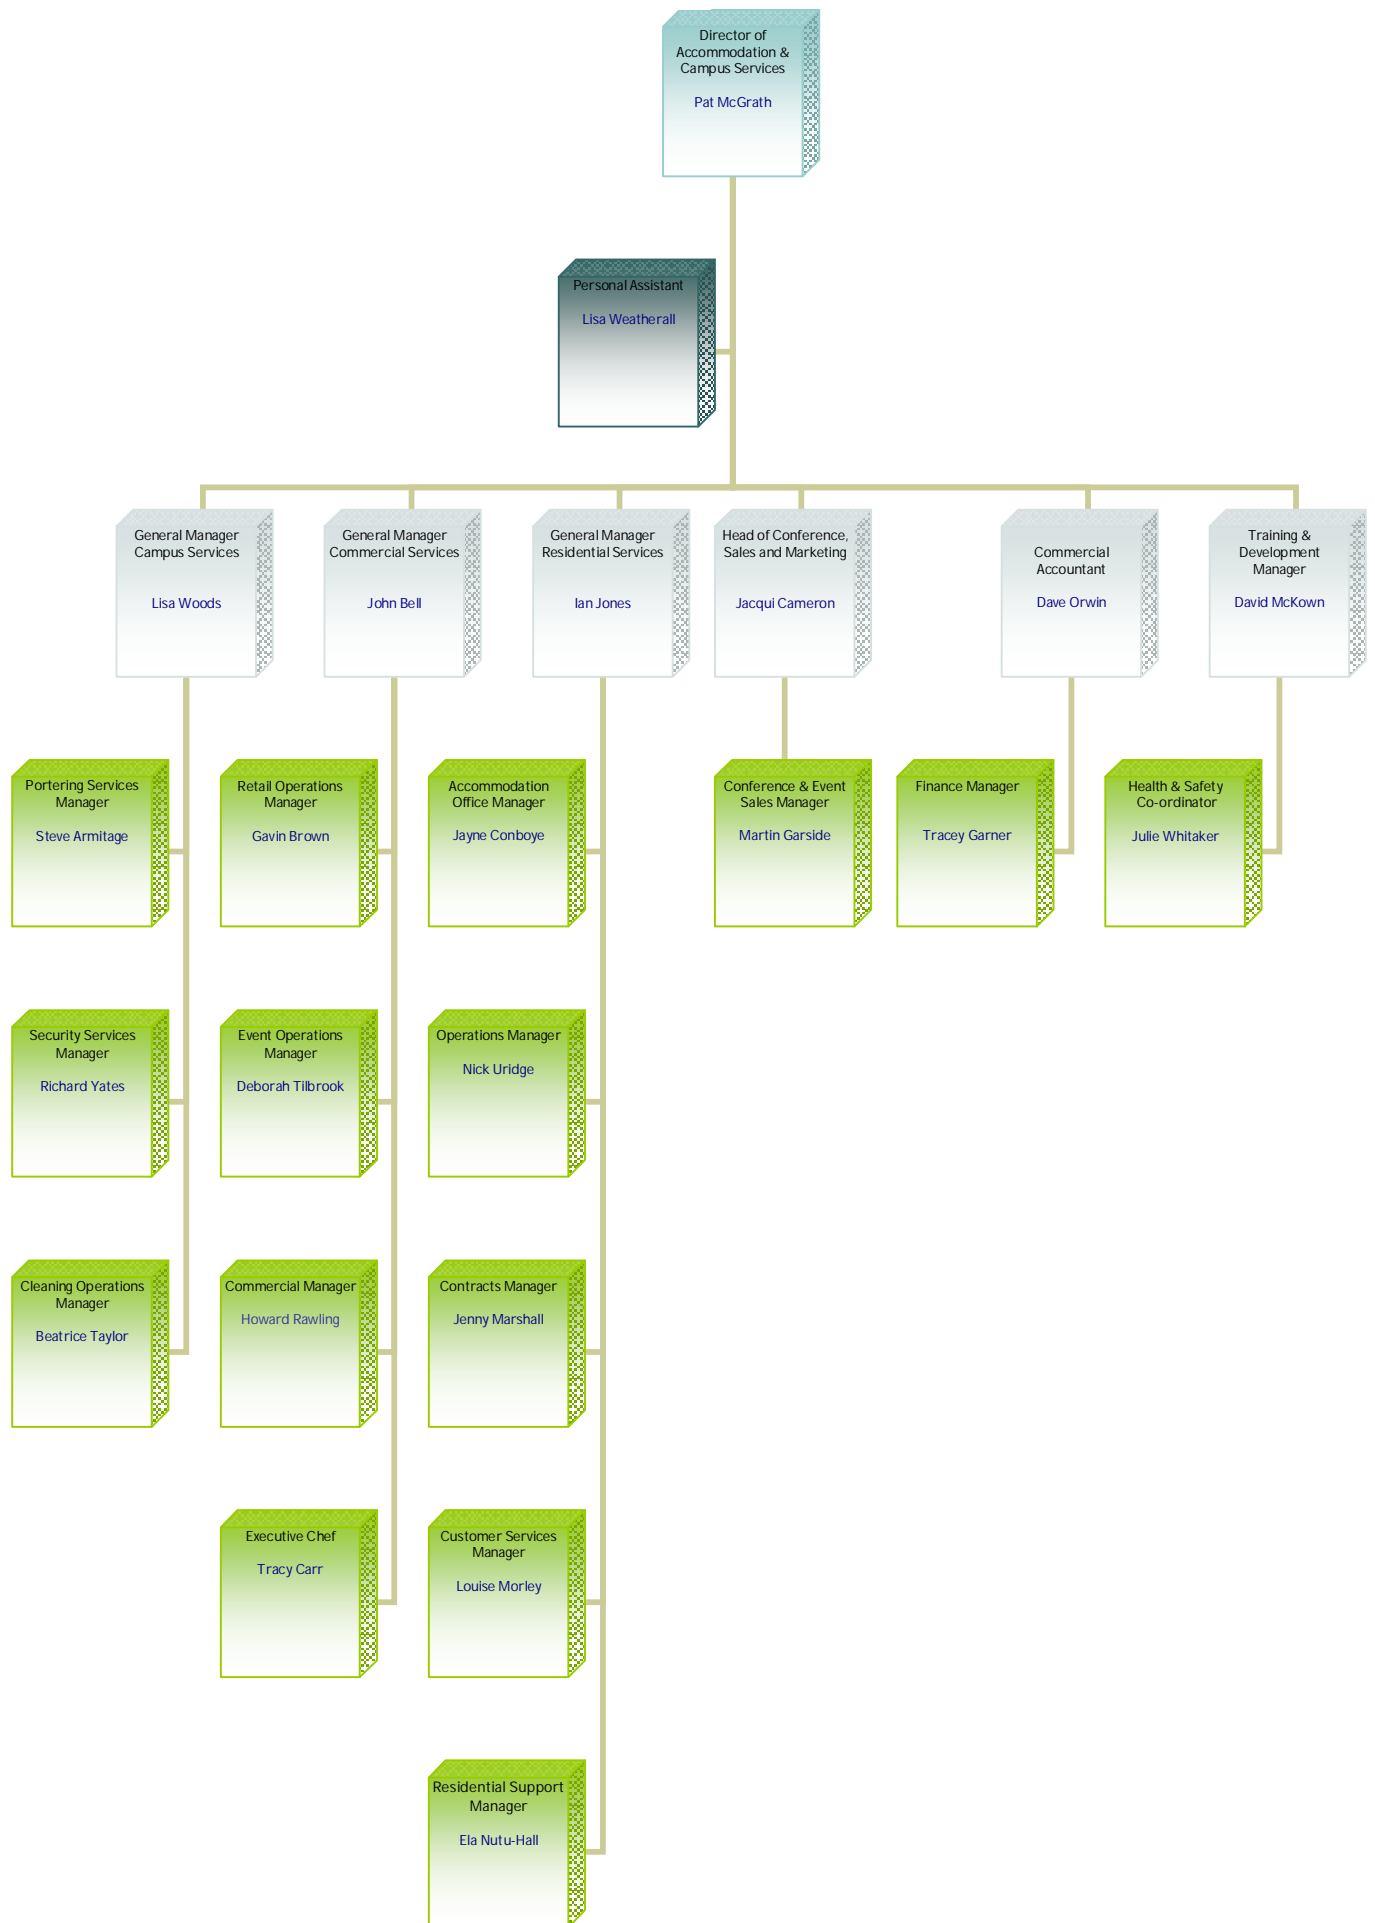 Director of
Accommodation &
Campus Services
Pat McGrath
Personal Assistant
Lisa Weatherall
General Manager
Campus Services
Lisa Woods
General Manager
Commercial Services
John Bell
General Manager
Residential Services
Ian Jones
Head of Conference,
Sales and Marketing
Jacqui Cameron
Commercial
Accountant
Dave Orwin
Training &
Development
Manager
David McKown
Portering Services
Manager
Steve Armitage
Retail Operations
Manager
Gavin Brown
Accommodation
Office Manager
Jayne Conboye
Conference & Event
Sales Manager
Martin Garside
Finance Manager
Tracey Garner
Health & Safety
Co-ordinator
Julie Whitaker
Security Services
Manager
Richard Yates
Event Operations
Manager
Deborah Tilbrook
Operations Manager
Nick Uridge
Cleaning Operations
Manager
Beatrice Taylor
Commercial Manager
Howard Rawling
Contracts Manager
Jenny Marshall
Executive Chef
Tracy Carr
Customer Services
Manager
Louise Morley
Residential Support
Manager
Ela Nutu-Hall